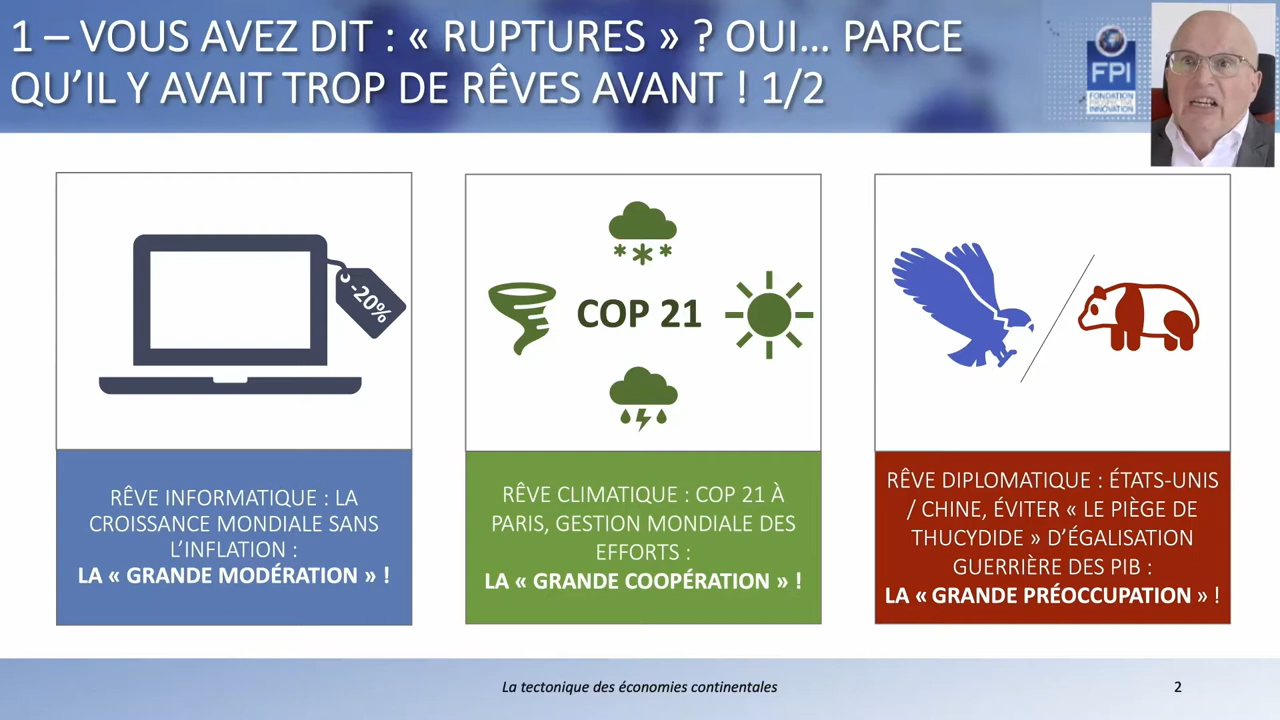 1 – VOUS AVEZ DIT : « RUPTURES » ? OUI… PARCE
QU’IL Y AVAIT TROP DE RÊVES AVANT ! 1/2
FPI
FONDATION
PROSPECTIVE
INNOVATION
-20%
COP 21
RÊVE INFORMATIQUE : LA
CROISSANCE MONDIALE SANS
L’INFLATION :
LA « GRANDE MODÉRATION » !
RÊVE CLIMATIQUE : COP 21 À
PARIS, GESTION MONDIALE DES
EFFORTS :
LA « GRANDE COOPÉRATION » !
RÊVE DIPLOMATIQUE : ÉTATS-UNIS
/ CHINE, ÉVITER « LE PIÈGE DE
THUCYDIDE » D’ÉGALISATION
GUERRIÈRE DES PIB :
LA « GRANDE PRÉOCCUPATION » !
La tectonique des économies continentales
2